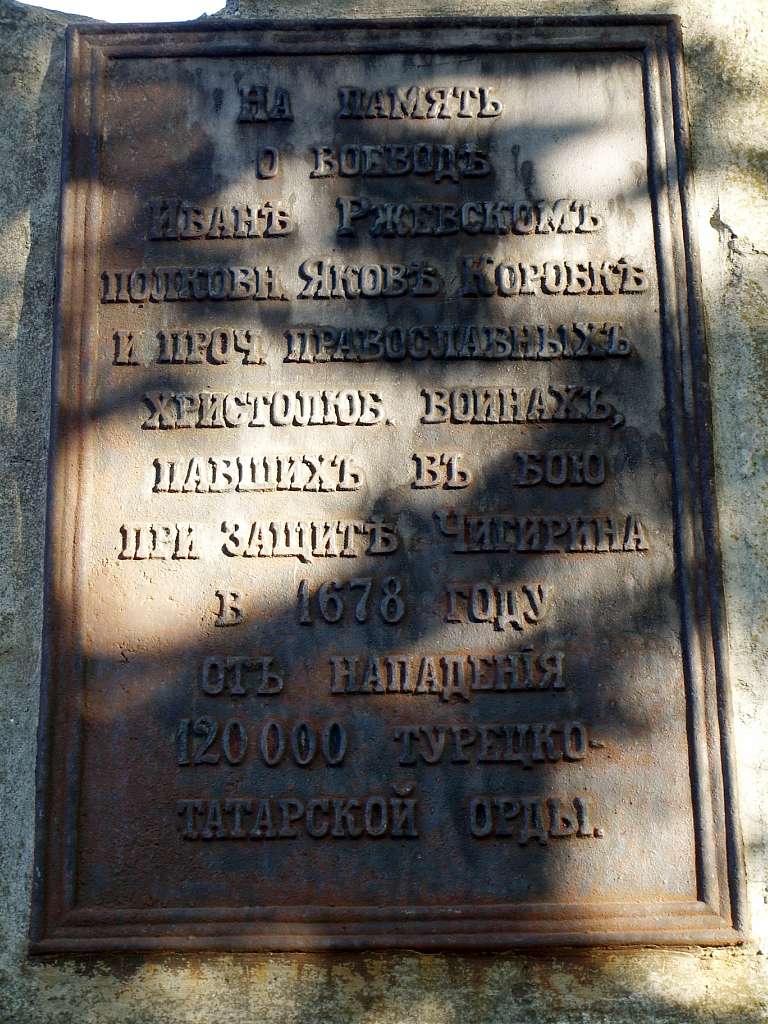 На память
о воеводѣ
Иванѣ Ржевскомъ
полковн. Яковѣ Коробкѣ
и проч. православныхъ
христолюб. воинахъ,
павшихъ въ бою
при защитѣ Чигирина
в 1678 году
отъ нападенія
120000 турецко-
татарской орды.